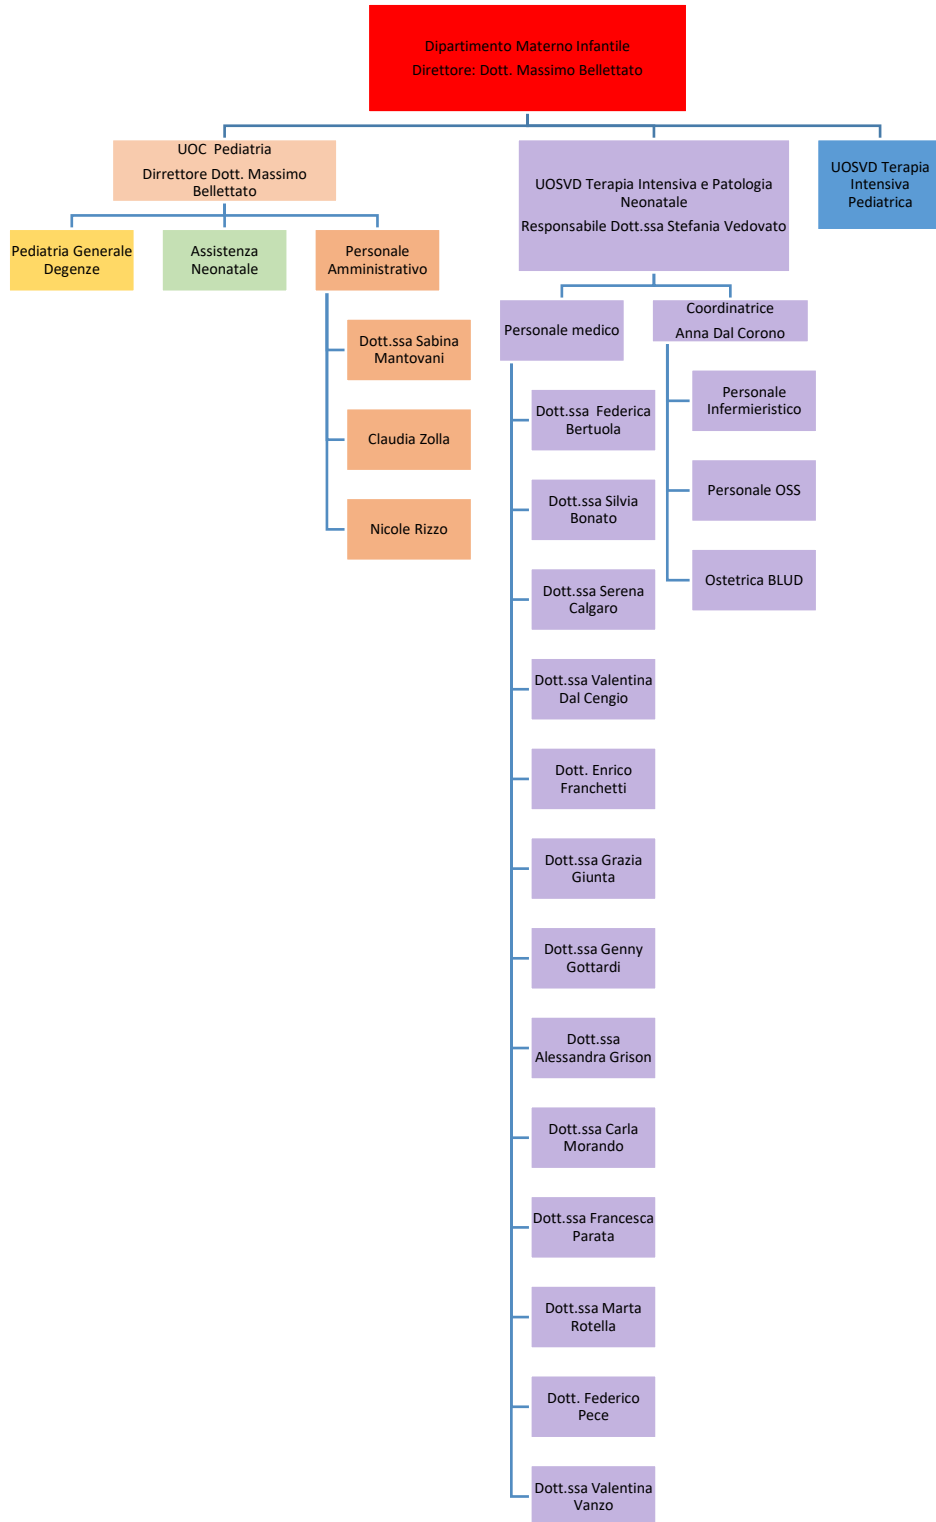 Dipartimento Materno Infantile
Direttore: Dott. Massimo Bellettato
UOC  Pediatria
Dirrettore Dott. Massimo
Bellettato
UOSVD Terapia Intensiva e Patologia
Neonatale
Responsabile Dott.ssa Stefania Vedovato
UOSVD Terapia
Intensiva
Pediatrica
Pediatria Generale
Degenze
Assistenza
Neonatale
Personale
Amministrativo
Dott.ssa Sabina
Mantovani
Claudia Zolla
Nicole Rizzo
Personale medico
Coordinatrice
Anna Dal Corono
Dott.ssa  Federica
Bertuola
Dott.ssa Silvia
Bonato
Dott.ssa Serena
Calgaro
Dott.ssa Valentina
Dal Cengio
Dott. Enrico
Franchetti
Dott.ssa Grazia
Giunta
Dott.ssa Genny
Gottardi
Dott.ssa
Alessandra Grison
Dott.ssa Carla
Morando
Dott.ssa Francesca
Parata
Dott.ssa Marta
Rotella
Dott. Federico
Pece
Dott.ssa Valentina
Vanzo
Personale
Infermieristico
Personale OSS
Ostetrica BLUD